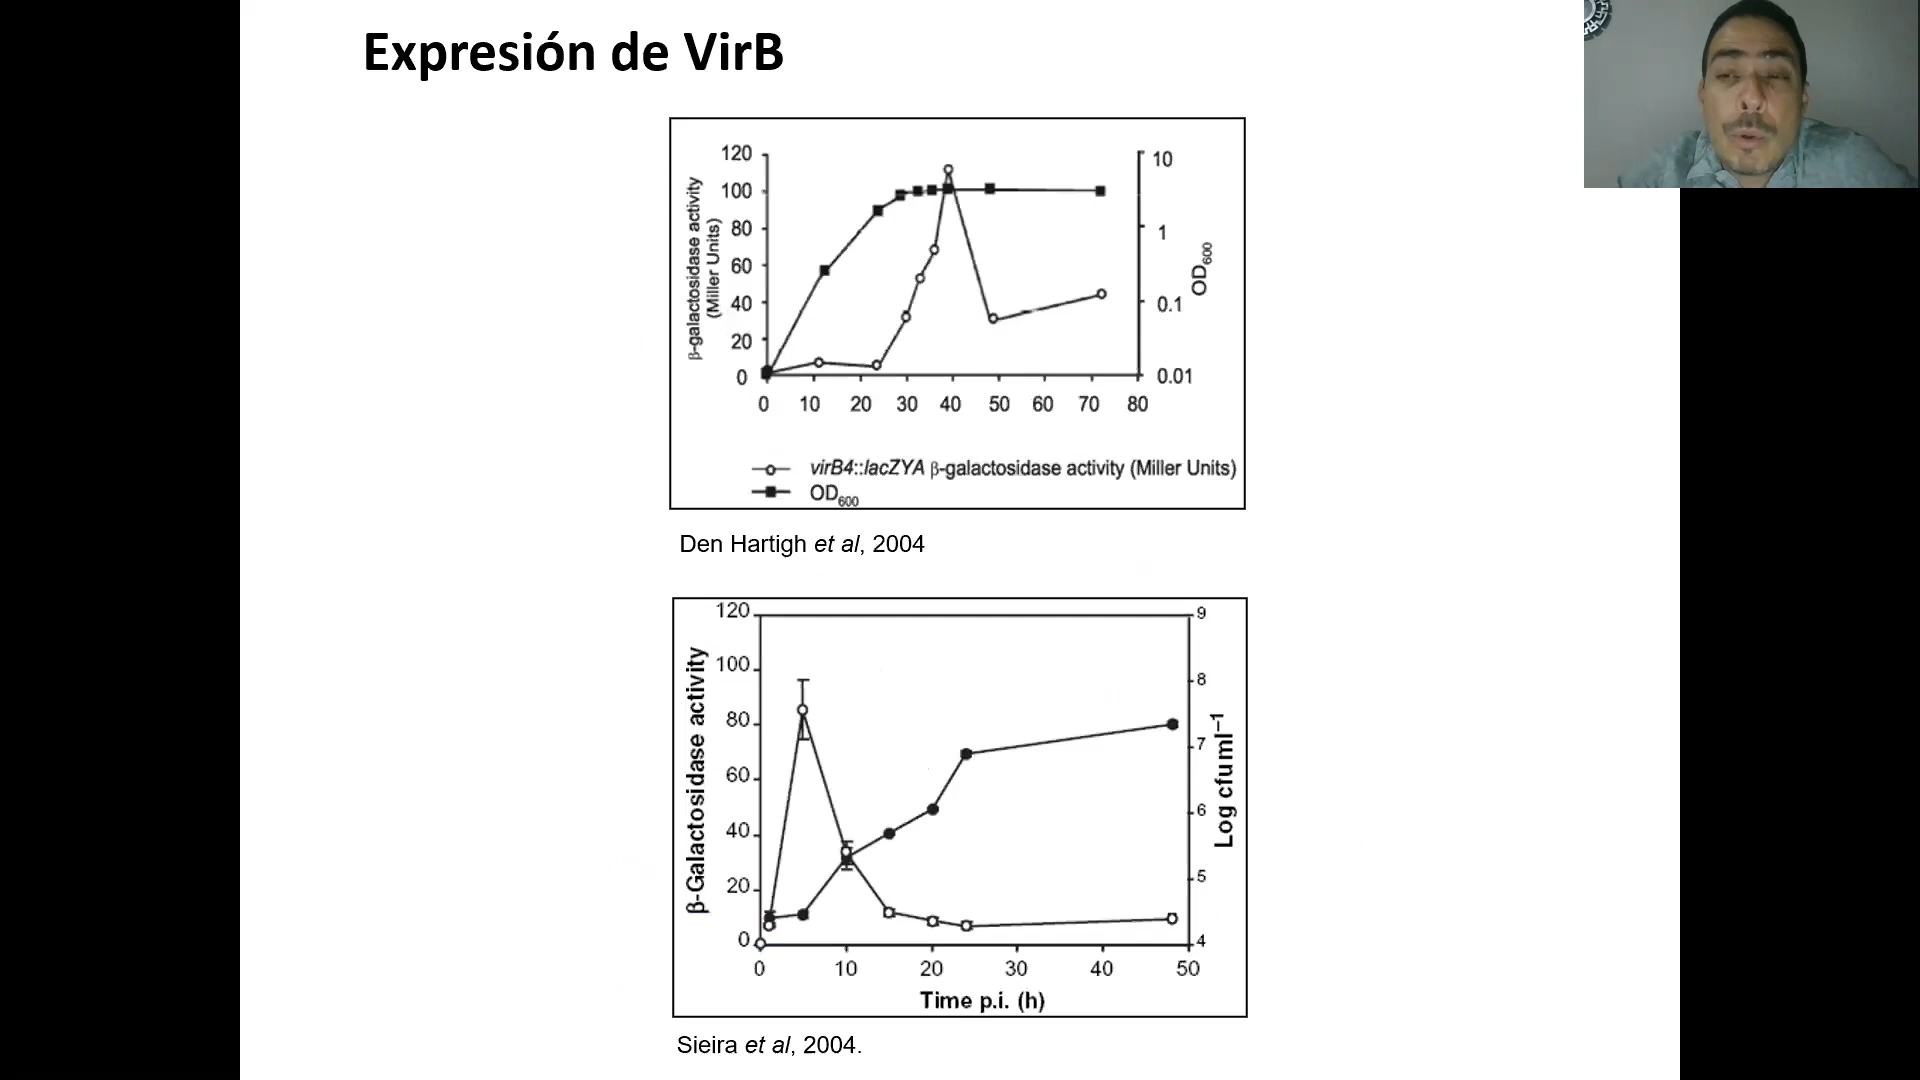 Expresión de VirB
120
100
80
60
40
20
0
β-galactosidase activity
(Miller Units)
10
1
0.1
0.01
OD600
0 10 20 30 40 50 60 70 80
virB4::lacZYA β-galactosidase activity (Miller Units)
OD600
Den Hartigh et al, 2004
120
100
80
60
40
20
0
β-Galactosidase activity
9
8
7
6
5
4
Log cfu ml⁻¹
0 10 20 30 40 50
Time p.i. (h)
Sieira et al, 2004.